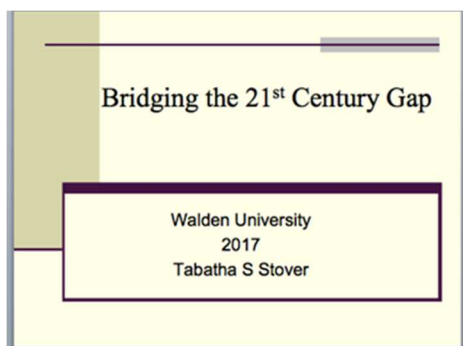 Bridging the 21st Century Gap
Walden University
2017
Tabatha S Stover